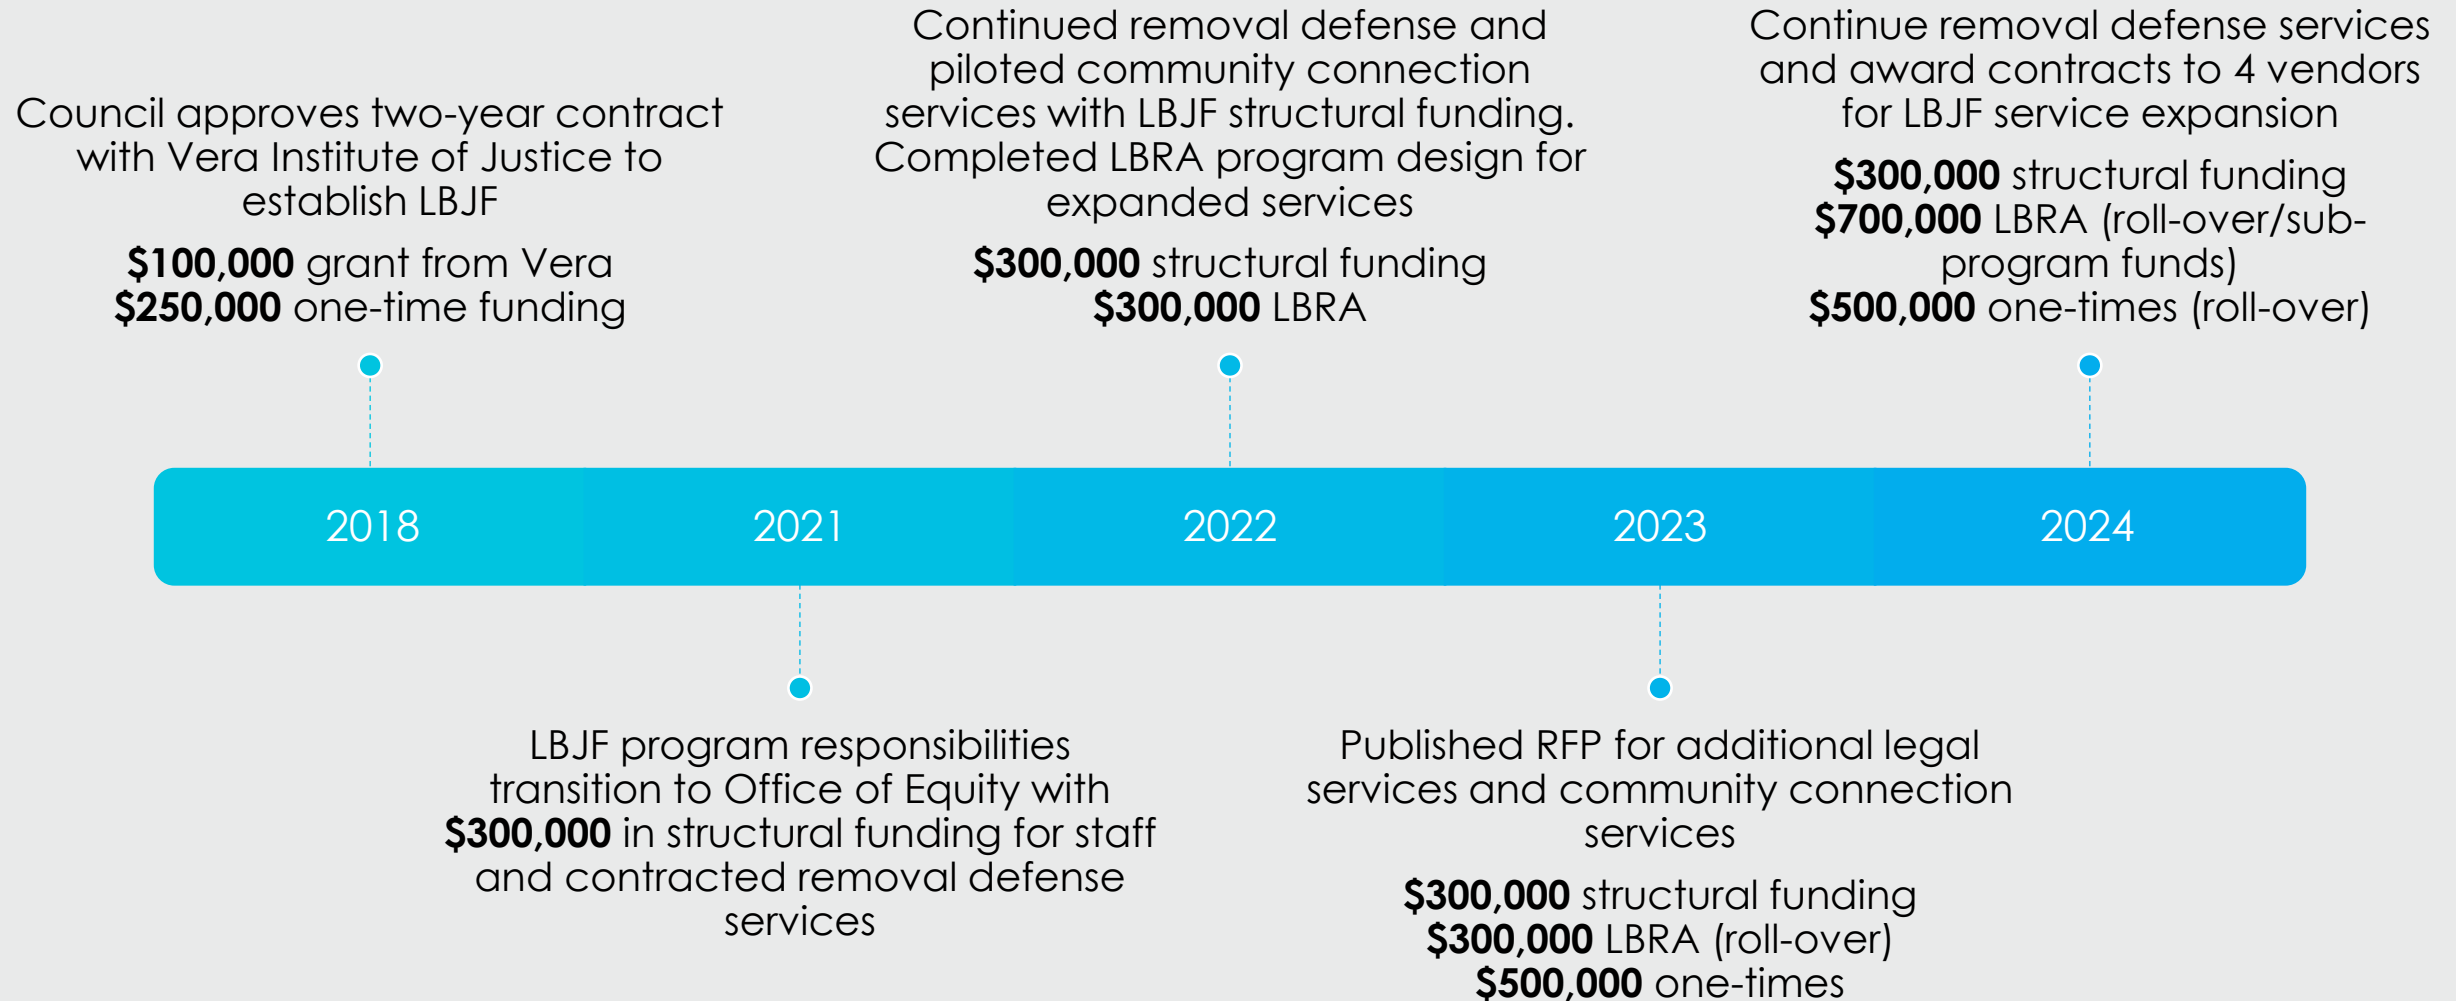 Council approves two-year contract
with Vera Institute of Justice to
establish LBJF
$100,000 grant from Vera
$250,000 one-time funding
Continued removal defense and
piloted community connection
services with LBJF structural funding.
Completed LBRA program design for
expanded services
$300,000 structural funding
$300,000 LBRA
Continue removal defense services
and award contracts to 4 vendors
for LBJF service expansion
$300,000 structural funding
$700,000 LBRA (roll-over/sub-
program funds)
$500,000 one-times (roll-over)
2018
2021
2022
2023
2024
LBJF program responsibilities
transition to Office of Equity with
$300,000 in structural funding for staff
and contracted removal defense
services
Published RFP for additional legal
services and community connection
services
$300,000 structural funding
$300,000 LBRA (roll-over)
$500,000 one-times